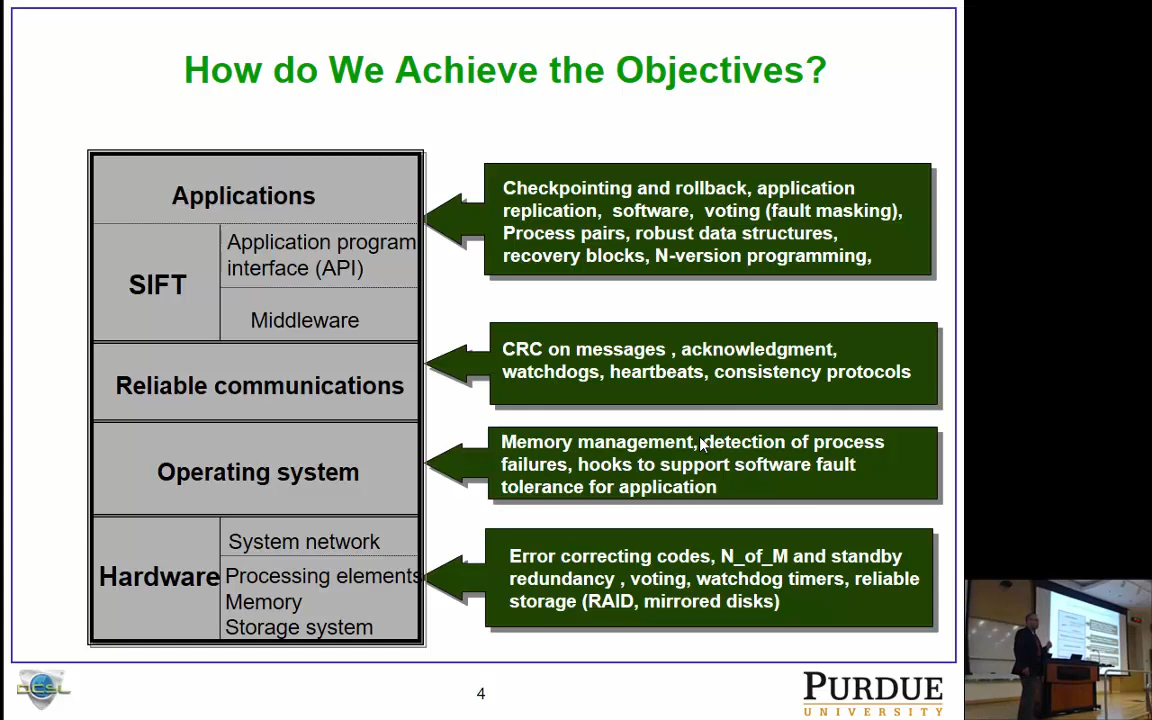 How do We Achieve the Objectives?
Applications
SIFT
Application program
interface (API)
Middleware
Reliable communications
Operating system
Hardware
System network
Processing elements
Memory
Storage system
Checkpointing and rollback, application
replication, software, voting (fault masking),
Process pairs, robust data structures,
recovery blocks, N-version programming,
CRC on messages , acknowledgment,
watchdogs, heartbeats, consistency protocols
Memory management, detection of process
failures, hooks to support software fault
tolerance for application
Error correcting codes, N_of_M and standby
redundancy , voting, watchdog timers, reliable
storage (RAID, mirrored disks)
DCSL
4
PURDUE
UNIVERSITY